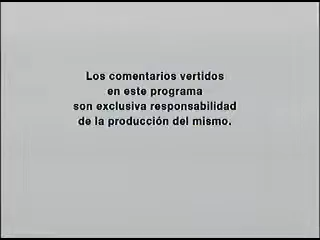 Los comentarios vertidos
en este programa
son exclusiva responsabilidad
de la producción del mismo.